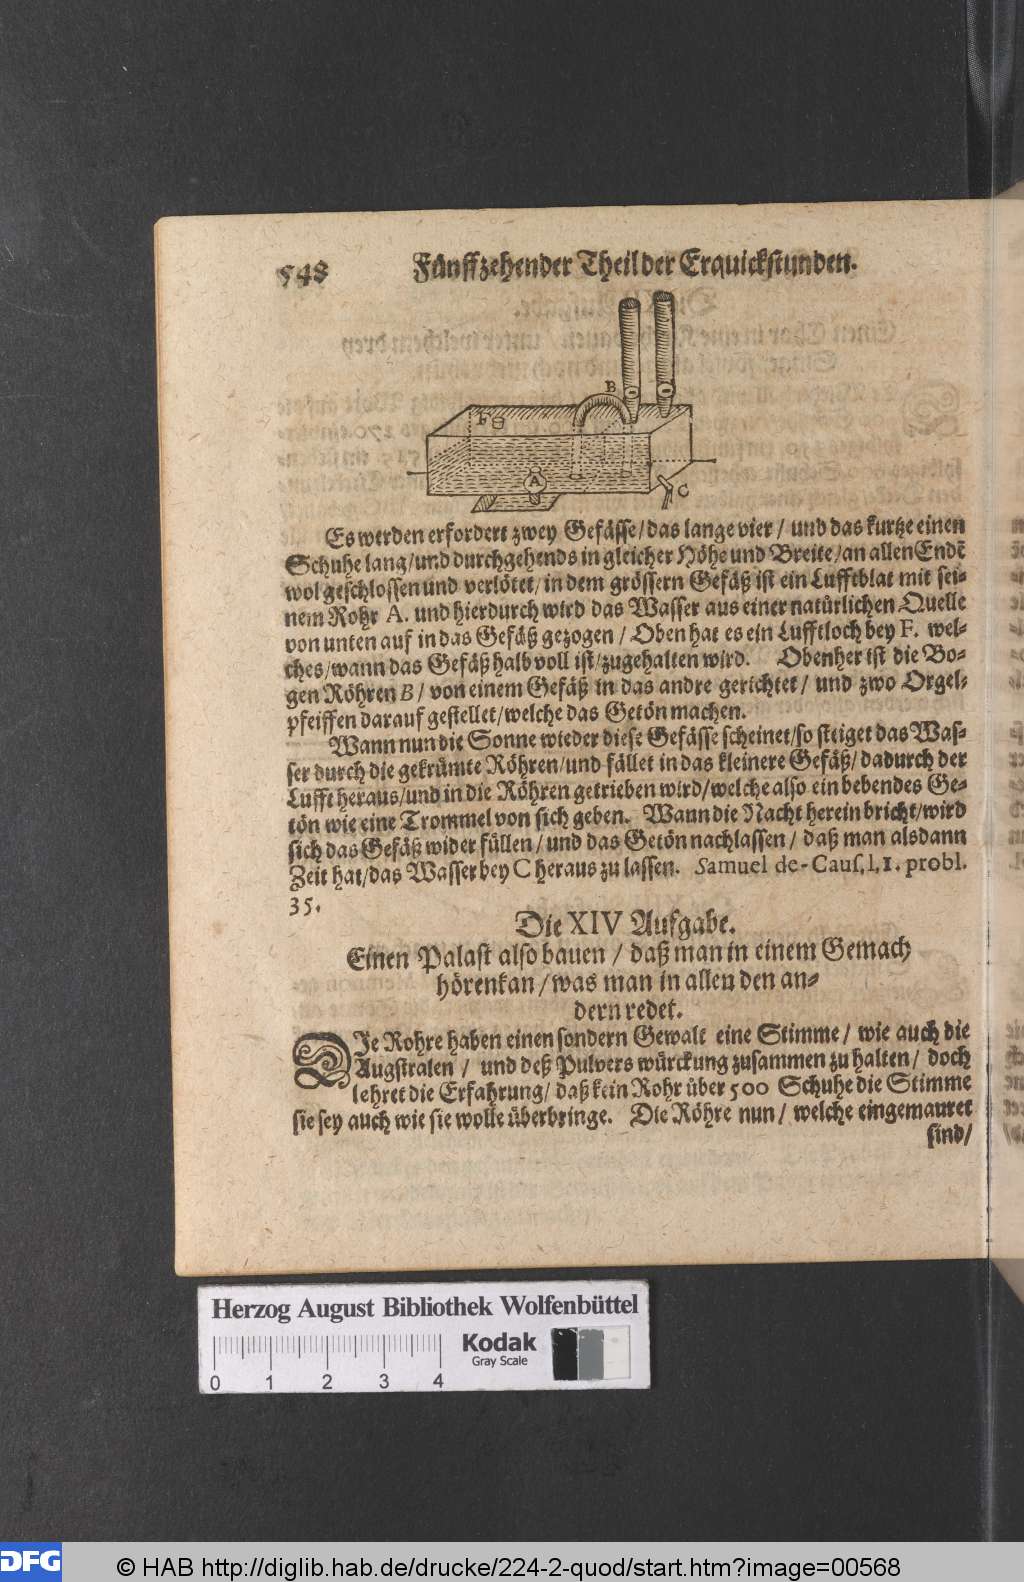 548 Fünffzehender Theil der Erquickstunden.
B
F
A
C
Es werden erfordert zwey Gefässe/das lange vier/ und das kurtze einen
Schuhe lang/und durchgehends in gleicher Höhe und Breite/an allen Endẽ
wol geschlossen und verlötet/in dem grössern Gefäß ist ein Lufftblat mit sei-
nem Rohr A. und hierdurch wird das Wasser aus einer natürlichen Quelle
von unten auf in das Gefäß gezogen/ Oben hat es ein Lufftloch bey F. wel-
ches/wann das Gefäß halb voll ist/zugehalten wird. Obenher ist die Bo-
gen Röhren B/ von einem Gefäß in das andre gerichtet/ und zwo Orgel-
pfeiffen darauf gestellet/welche das Getön machen.
Wann nun die Sonne wieder diese Gefässe scheinet/so steiget das Was-
ser durch die gekrümte Röhren/und fället in das kleinere Gefäß/dadurch der
Lufft heraus/und in die Röhren getrieben wird/welche also ein bebendes Ge-
tön wie eine Trommel von sich geben. Wann die Nacht herein bricht/wird
sich das Gefäß wider füllen/und das Getön nachlassen/ daß man alsdann
Zeit hat/das Wasser bey C heraus zu lassen. Samuel de-Cauſ, l, 1. probl.
35.
Die XIV Aufgabe.
Einen Palast also bauen/ daß man in einem Gemach
hören kan/was man in allen den an-
dern redet.
DIe Rohre haben einen sondern Gewalt eine Stimme/ wie auch die
Augstralen/ und deß Pulvers würckung zusammen zu halten/ doch
lehret die Erfahrung/daß kein Rohr über 500 Schuhe die Stimme
sie sey auch wie sie wolle überbringe. Die Röhre nun/ welche eingemauret
sind/
Herzog August Bibliothek Wolfenbüttel
Kodak
Gray Scale
0 1 2 3 4
DFG © HAB http://diglib.hab.de/drucke/224-2-quod/start.htm?image=00568